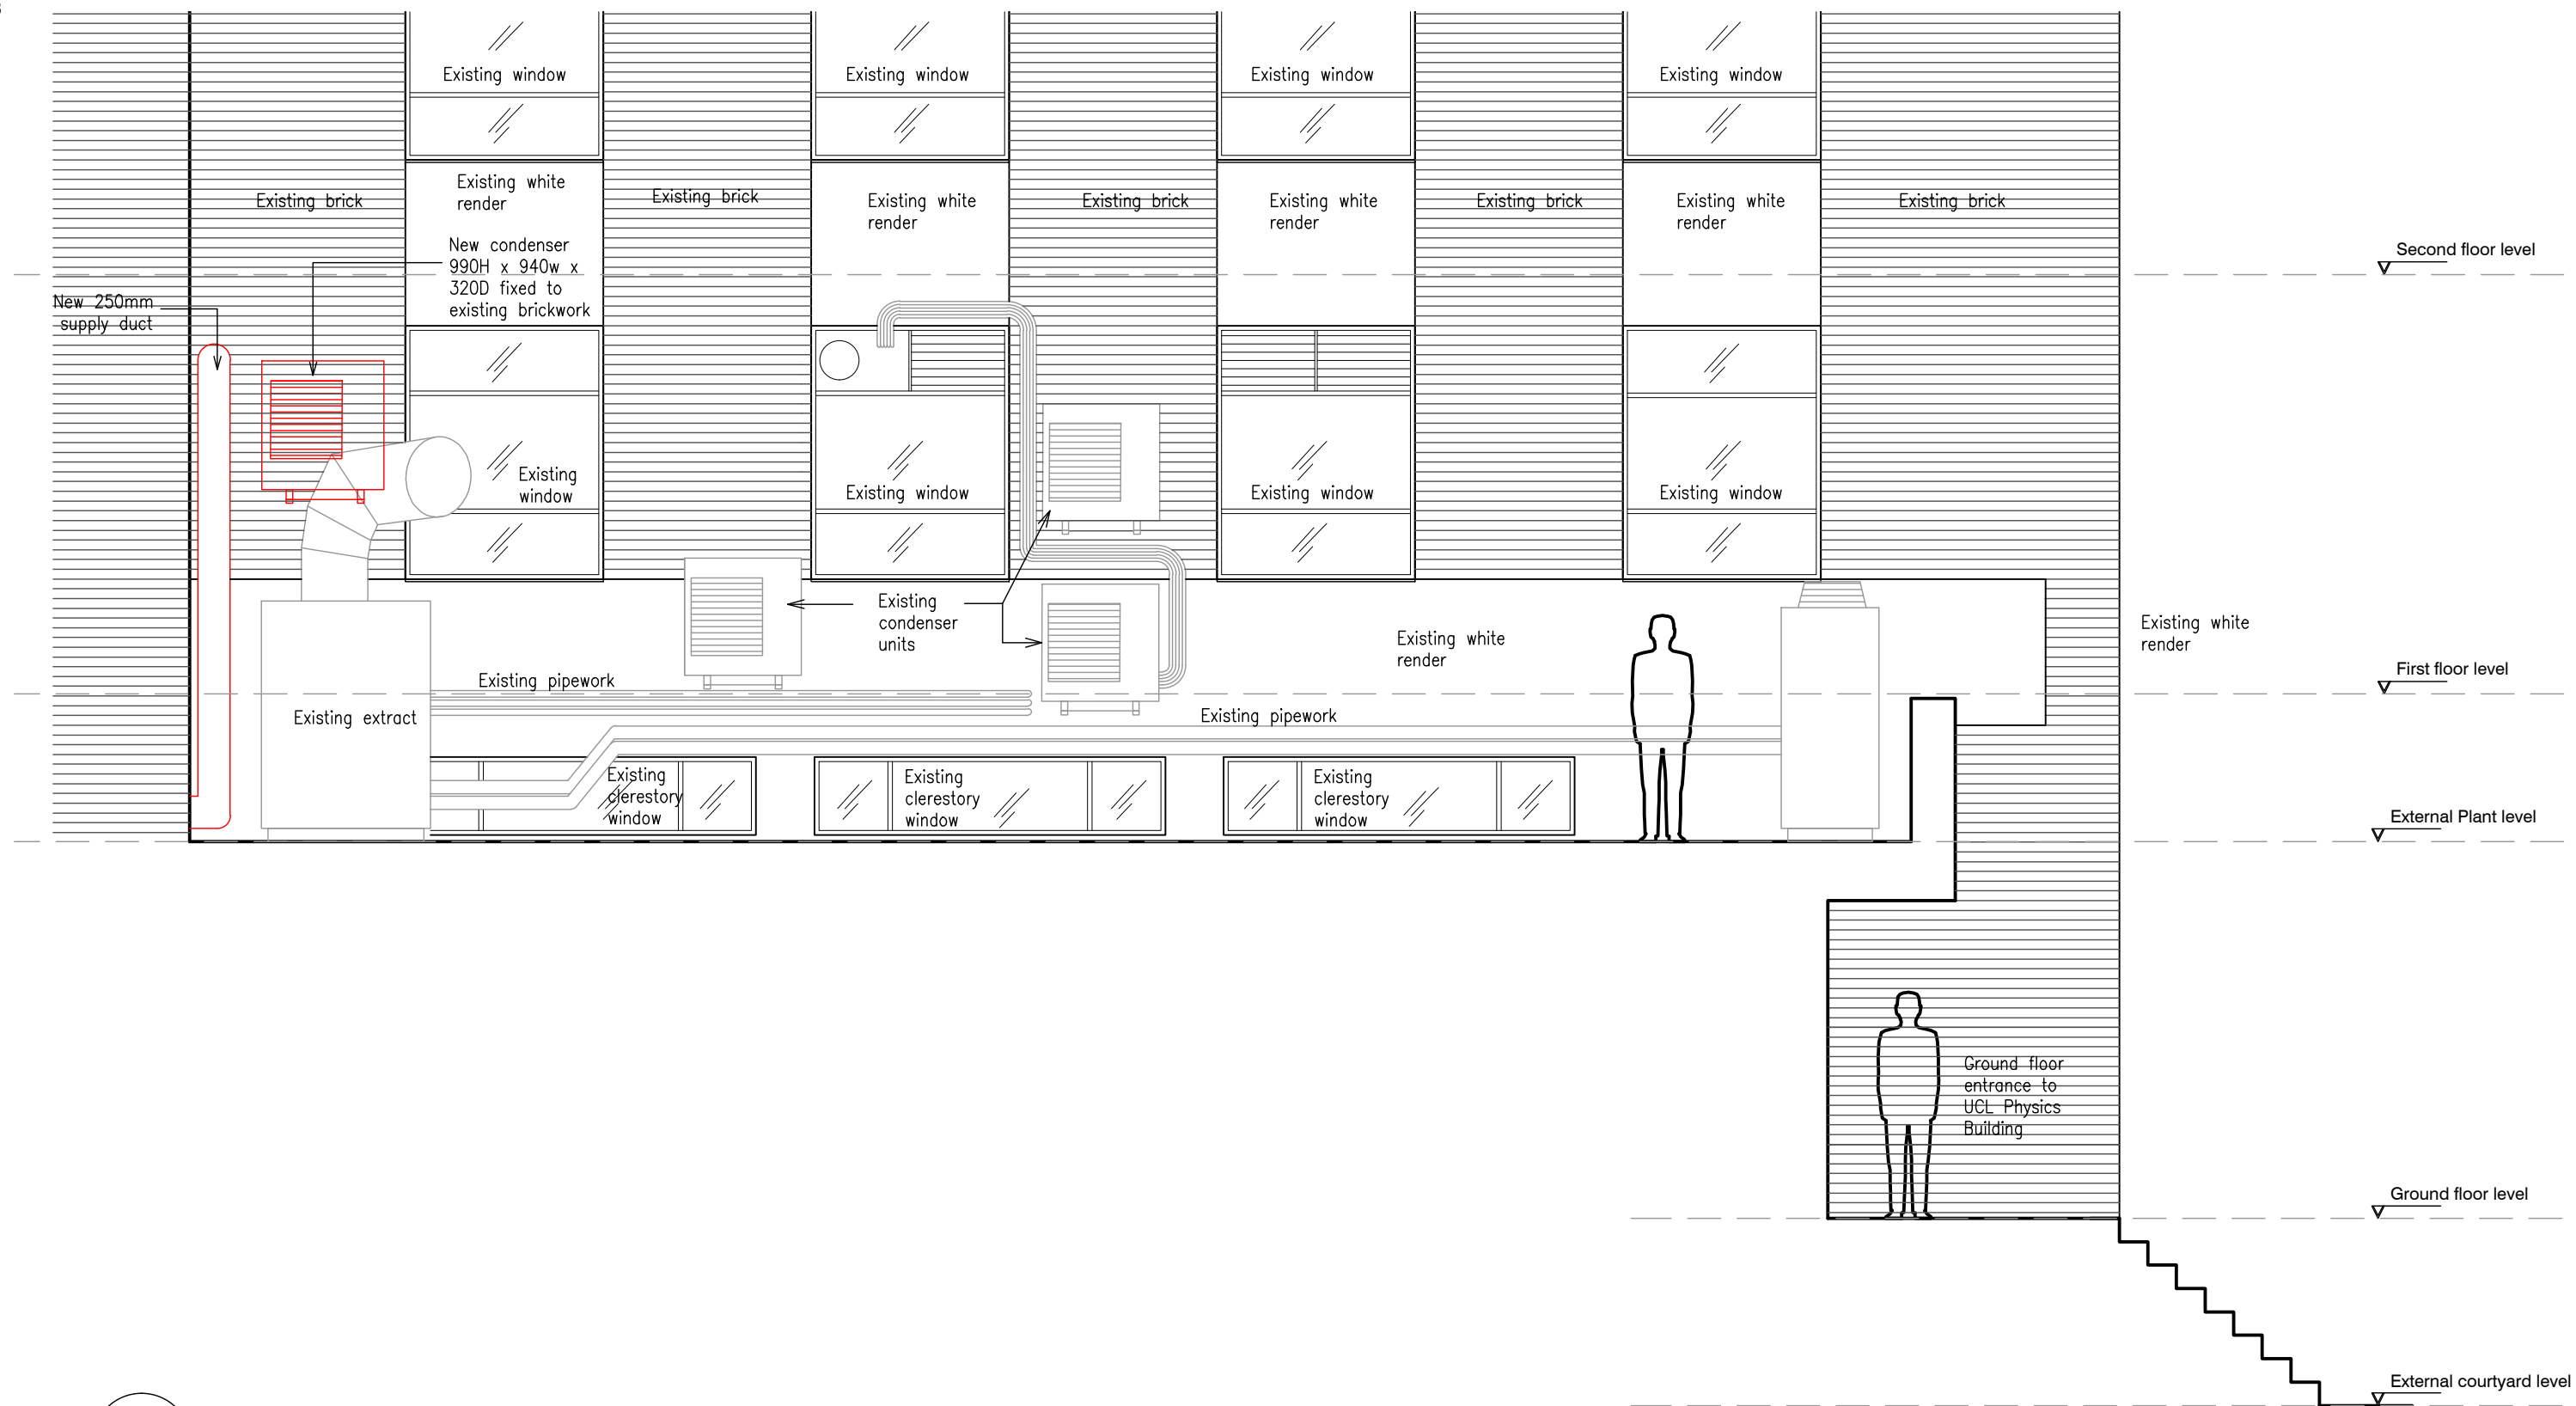 Existing window
Existing window
Existing window
Existing window
Existing brick
Existing white
render
Existing brick
Existing white
render
Existing brick
Existing white
render
Existing brick
Existing white
render
Existing brick
New condenser
990H x 940w x
320D fixed to
existing brickwork
Second floor level
New 250mm
supply duct
Existing
window
Existing window
Existing window
Existing window
Existing
condenser
units
Existing white
render
Existing white
render
First floor level
Existing pipework
Existing extract
Existing pipework
Existing
clerestory
window
Existing
clerestory
window
Existing
clerestory
window
External Plant level
Ground floor
entrance to
UCL Physics
Building
Ground floor level
External courtyard level